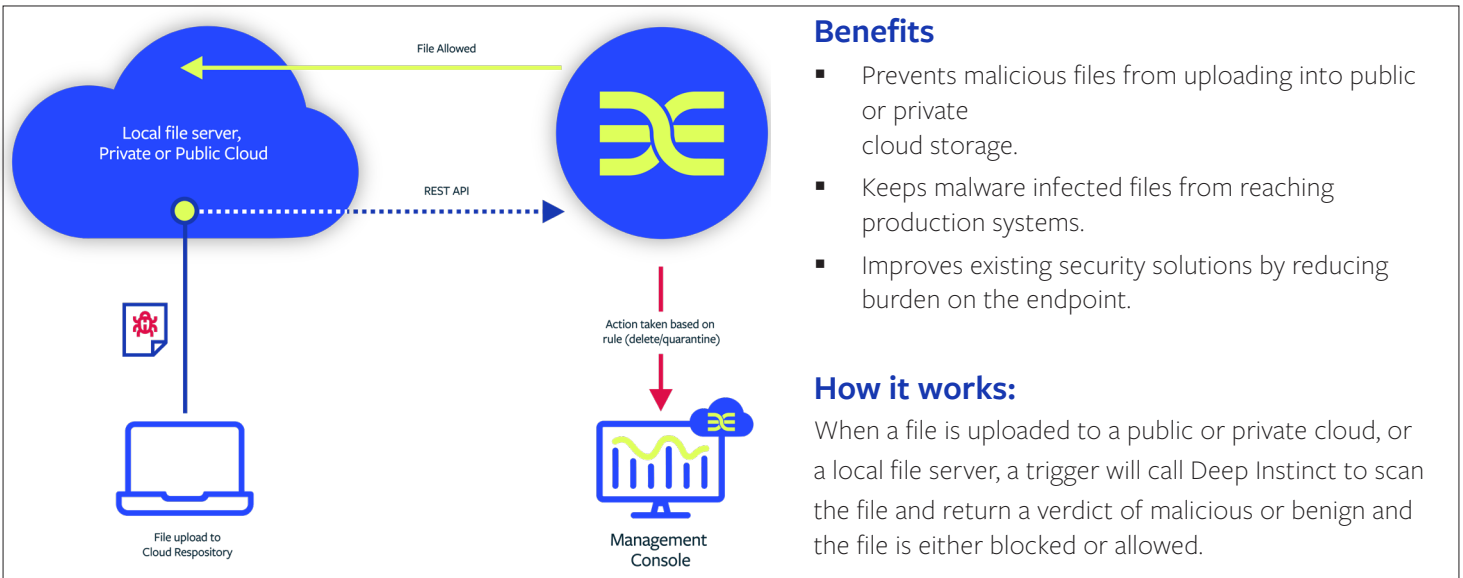 File Allowed
Local file server,
Private or Public Cloud
REST API
Action taken based on
rule (delete/quarantine)
File upload to
Cloud Respository
Management
Console
Benefits
▪ Prevents malicious files from uploading into public
or private
cloud storage.
▪ Keeps malware infected files from reaching
production systems.
▪ Improves existing security solutions by reducing
burden on the endpoint.
How it works:
When a file is uploaded to a public or private cloud, or
a local file server, a trigger will call Deep Instinct to scan
the file and return a verdict of malicious or benign and
the file is either blocked or allowed.